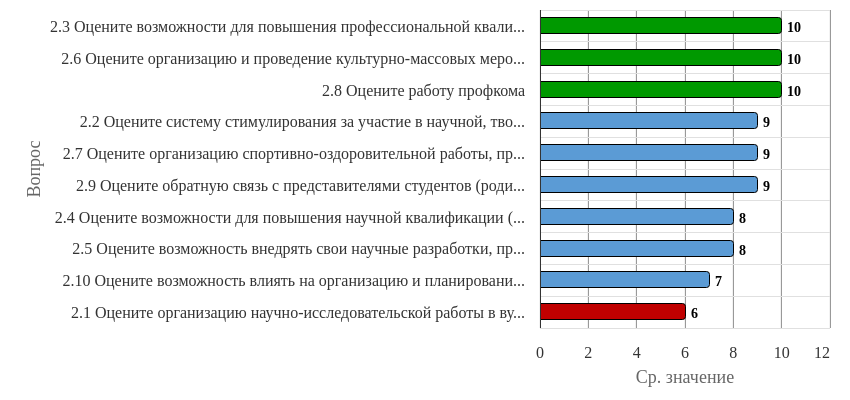 2.3 Оцените возможности для повышения профессиональной квали... 10
2.6 Оцените организацию и проведение культурно-массовых меро... 10
2.8 Оцените работу профкома 10
2.2 Оцените систему стимулирования за участие в научной, тво... 9
2.7 Оцените организацию спортивно-оздоровительной работы, пр... 9
2.9 Оцените обратную связь с представителями студентов (роди... 9
2.4 Оцените возможности для повышения научной квалификации (... 8
2.5 Оцените возможность внедрять свои научные разработки, пр... 8
2.10 Оцените возможность влиять на организацию и планировани... 7
2.1 Оцените организацию научно-исследовательской работы в ву... 6
Вопрос
0 2 4 6 8 10 12
Ср. значение